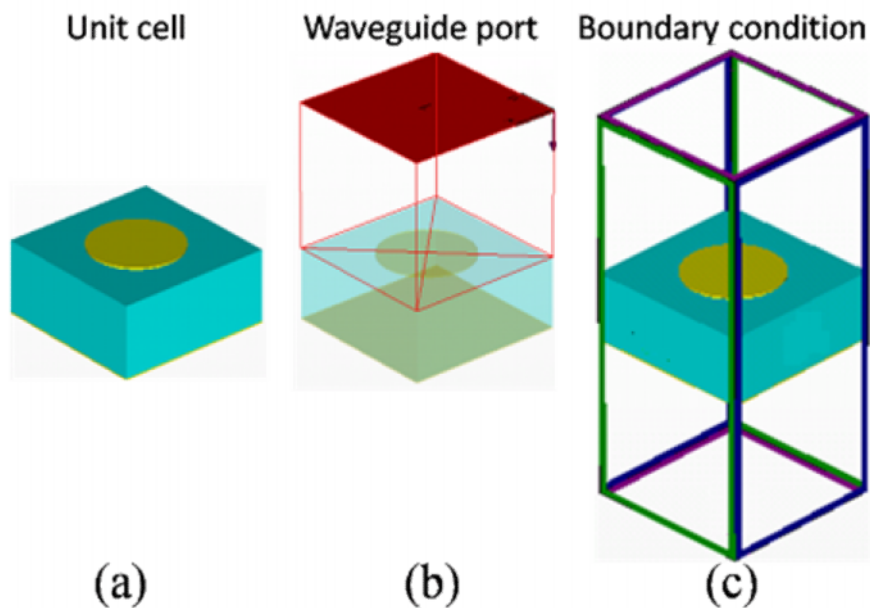 Unit cell
Waveguide port
Boundary condition
(a)
(b)
(c)